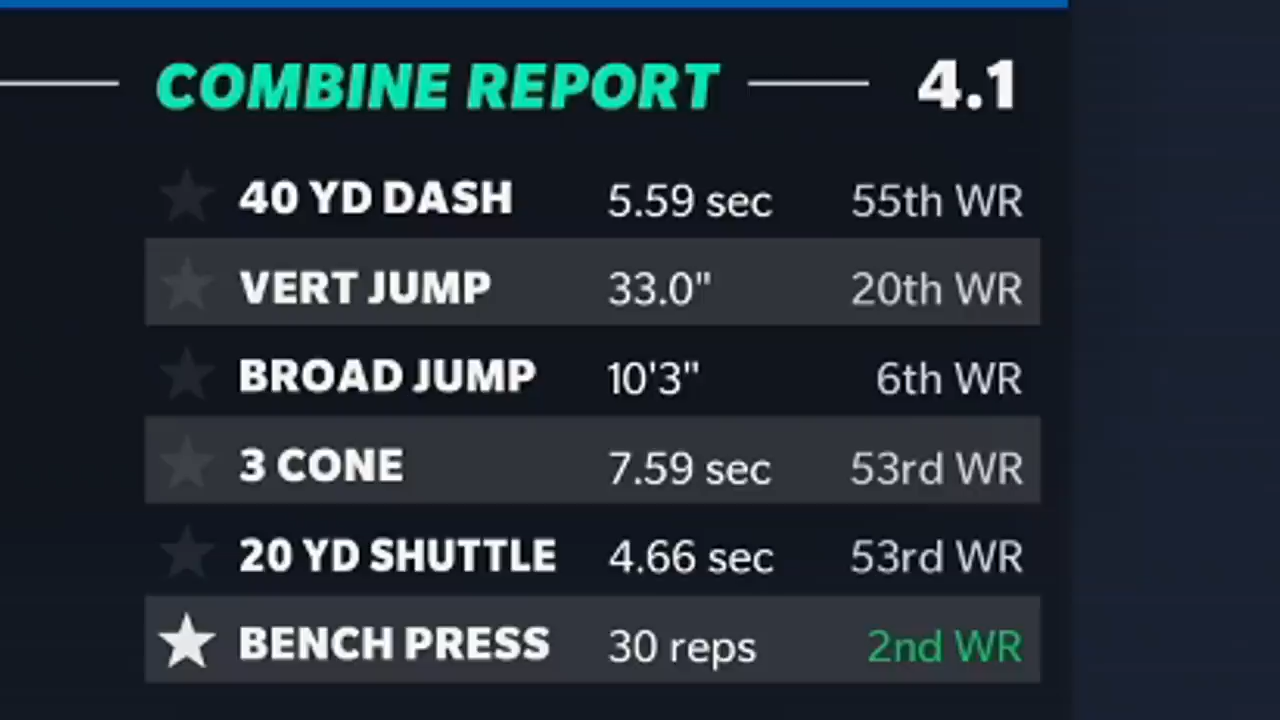 COMBINE REPORT 4.1
40 YD DASH 5.59 sec 55th WR
VERT JUMP 33.0" 20th WR
BROAD JUMP 10'3" 6th WR
3 CONE 7.59 sec 53rd WR
20 YD SHUTTLE 4.66 sec 53rd WR
BENCH PRESS 30 reps 2nd WR